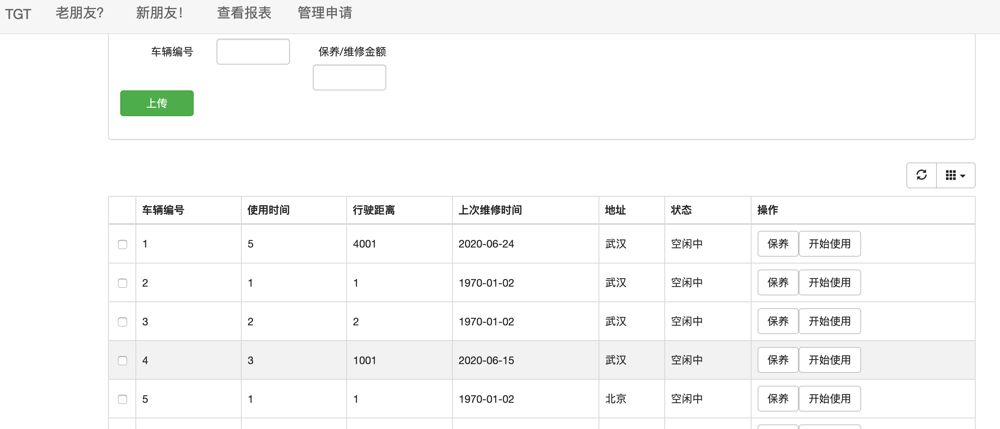 TGT 老朋友? 新朋友! 查看报表 管理申请
车辆编号 保养/维修金额
上传
车辆编号 使用时间 行驶距离 上次维修时间 地址 状态 操作
1 5 4001 2020-06-24 武汉 空闲中 保养 开始使用
2 1 1 1970-01-02 武汉 空闲中 保养 开始使用
3 2 2 1970-01-02 武汉 空闲中 保养 开始使用
4 3 1001 2020-06-15 武汉 空闲中 保养 开始使用
5 1 1 1970-01-02 北京 空闲中 保养 开始使用